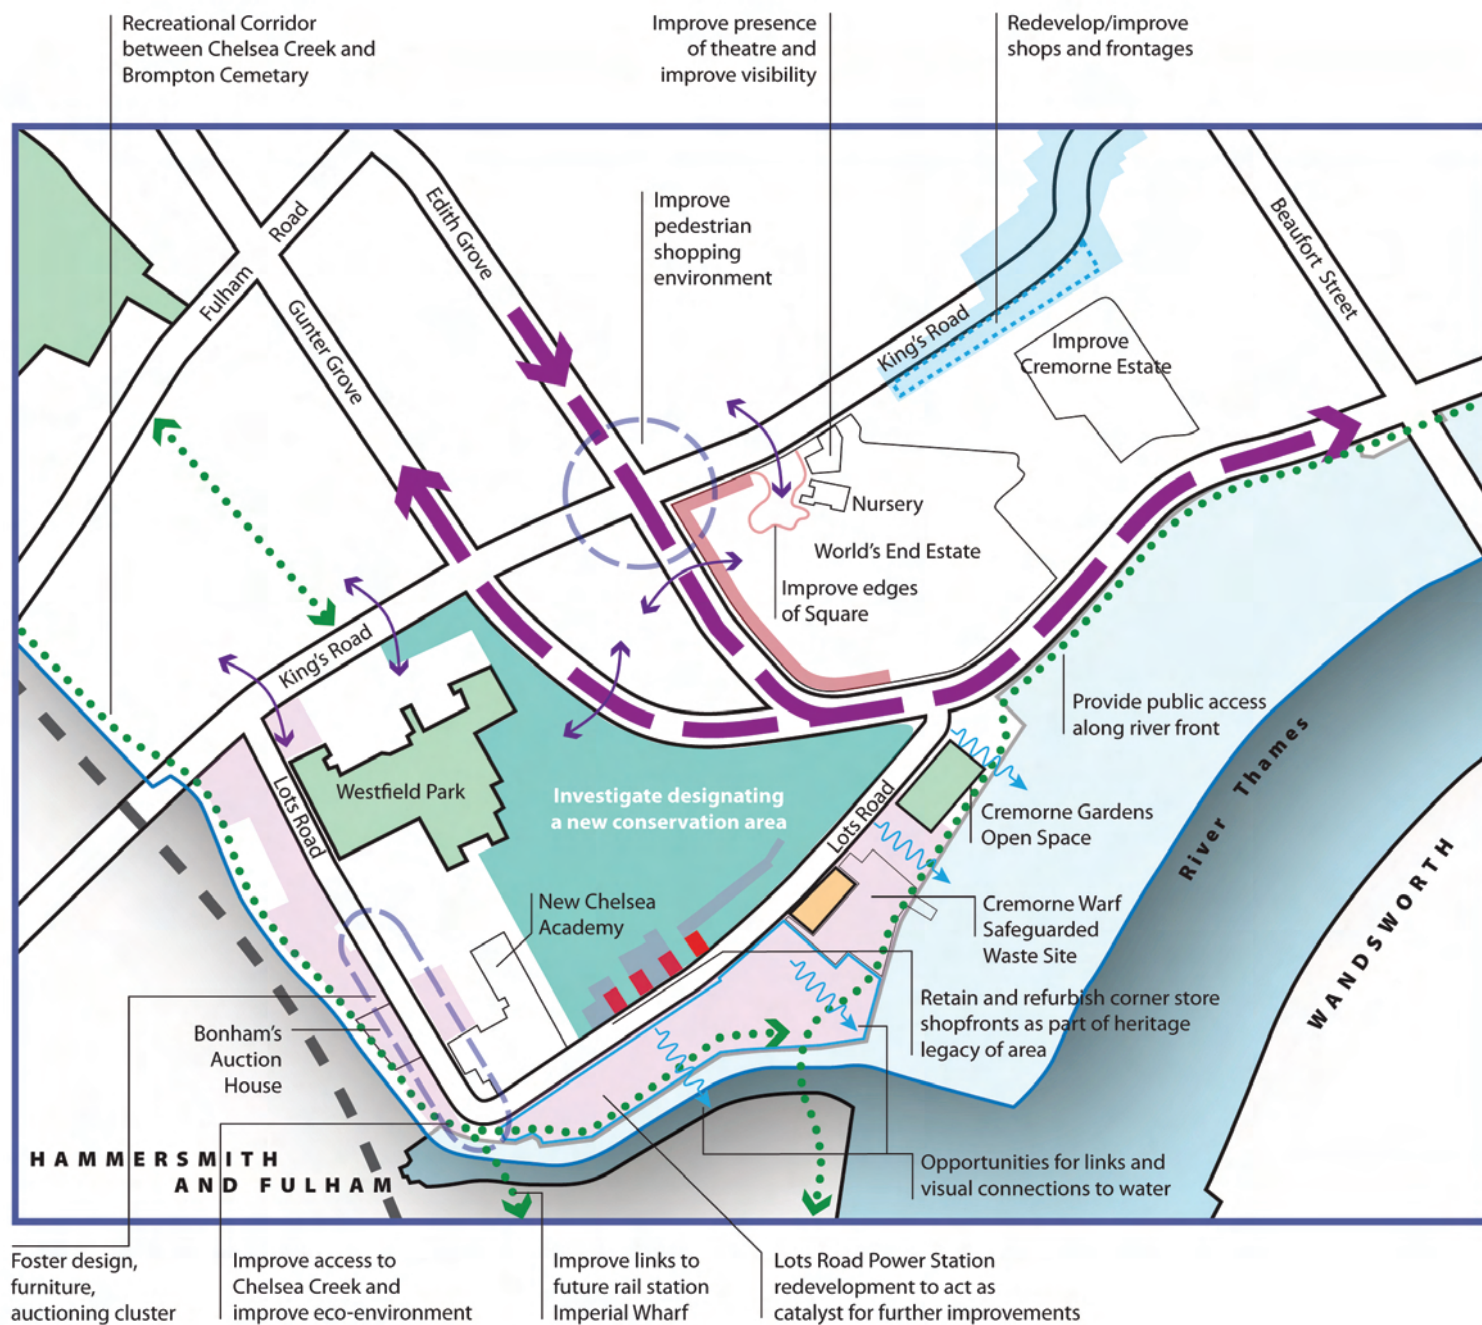 Recreational Corridor
between Chelsea Creek and
Brompton Cemetary
Improve presence
of theatre and
improve visibility
Redevelop/improve
shops and frontages
Improve
pedestrian
shopping
environment
Edith Grove
Fulham
Road
Gunter Grove
King's Road
Beaufort Street
Improve
Cremorne Estate
Nursery
World's End Estate
Improve edges
of Square
King's Road
Provide public access
along river front
River Thames
WANDSWORTH
Westfield Park
Lots Road
Investigate designating
a new conservation area
Lots Road
Cremorne Gardens
Open Space
New Chelsea
Academy
Cremorne Warf
Safeguarded
Waste Site
Retain and refurbish corner store
shopfronts as part of heritage
legacy of area
Bonham's
Auction
House
HAMMERSMITH
AND FULHAM
Opportunities for links and
visual connections to water
Foster design,
furniture,
auctioning cluster
Improve access to
Chelsea Creek and
improve eco-environment
Improve links to
future rail station
Imperial Wharf
Lots Road Power Station
redevelopment to act as
catalyst for further improvements